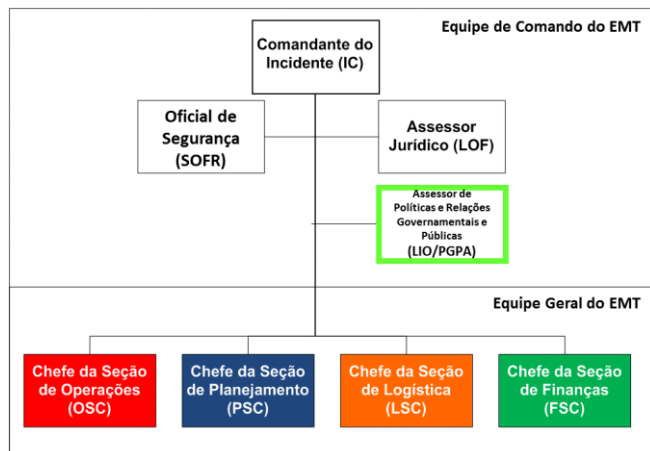 Equipe de Comando do EMT
Comandante do
Incidente (IC)
Oficial de
Segurança
(SOFR)
Assessor
Jurídico (LOF)
Assessor de
Políticas e Relações
Governamentais e
Públicas
(LIO/PGPA)
Equipe Geral do EMT
Chefe da Seção
de Operações
(OSC)
Chefe da Seção
de Planejamento
(PSC)
Chefe da Seção
de Logística
(LSC)
Chefe da Seção
de Finanças
(FSC)